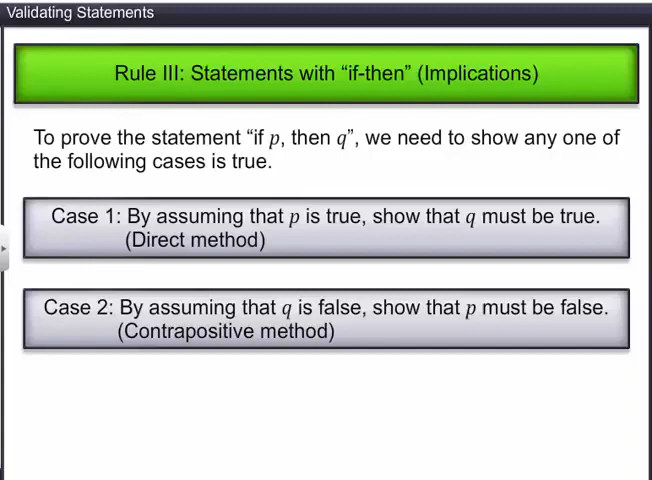 Validating Statements
Rule III: Statements with “if-then” (Implications)
To prove the statement “if p, then q”, we need to show any one of
the following cases is true.
Case 1: By assuming that p is true, show that q must be true.
(Direct method)
Case 2: By assuming that q is false, show that p must be false.
(Contrapositive method)